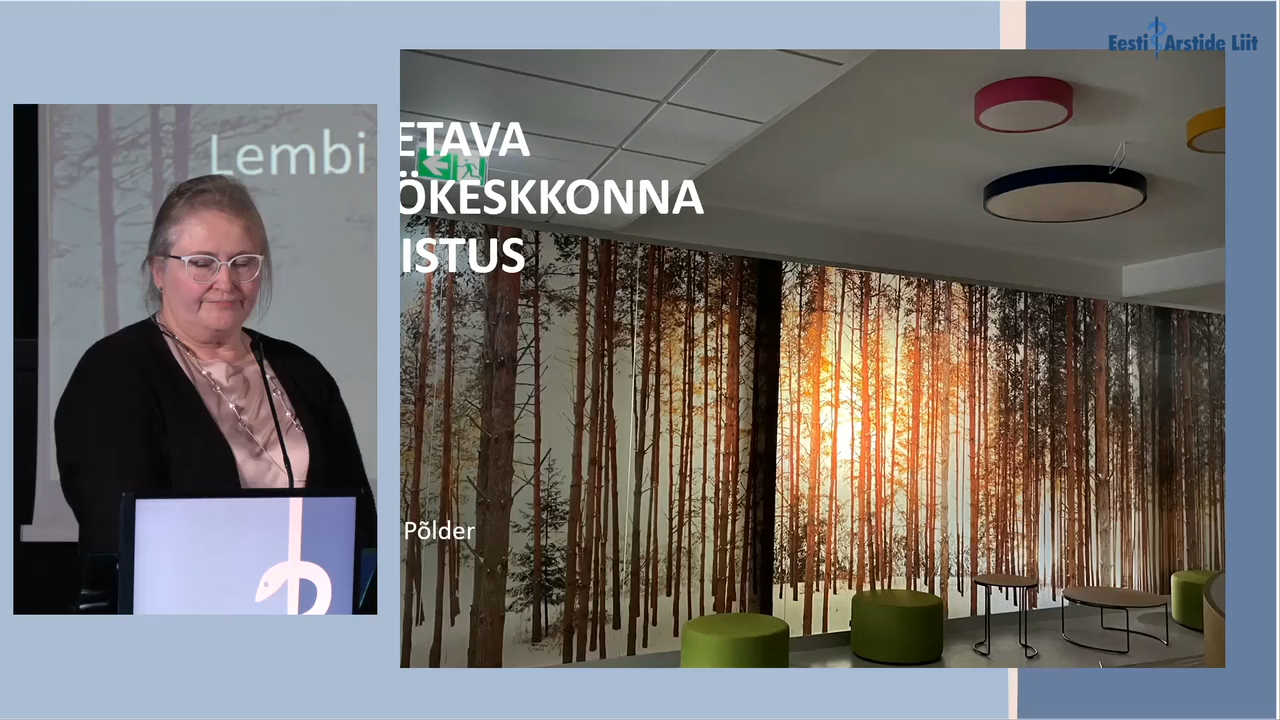 Eesti Arstide Liit
Lembi
ETAVA
ÖKESKKONNA
ISTUS
Põlder